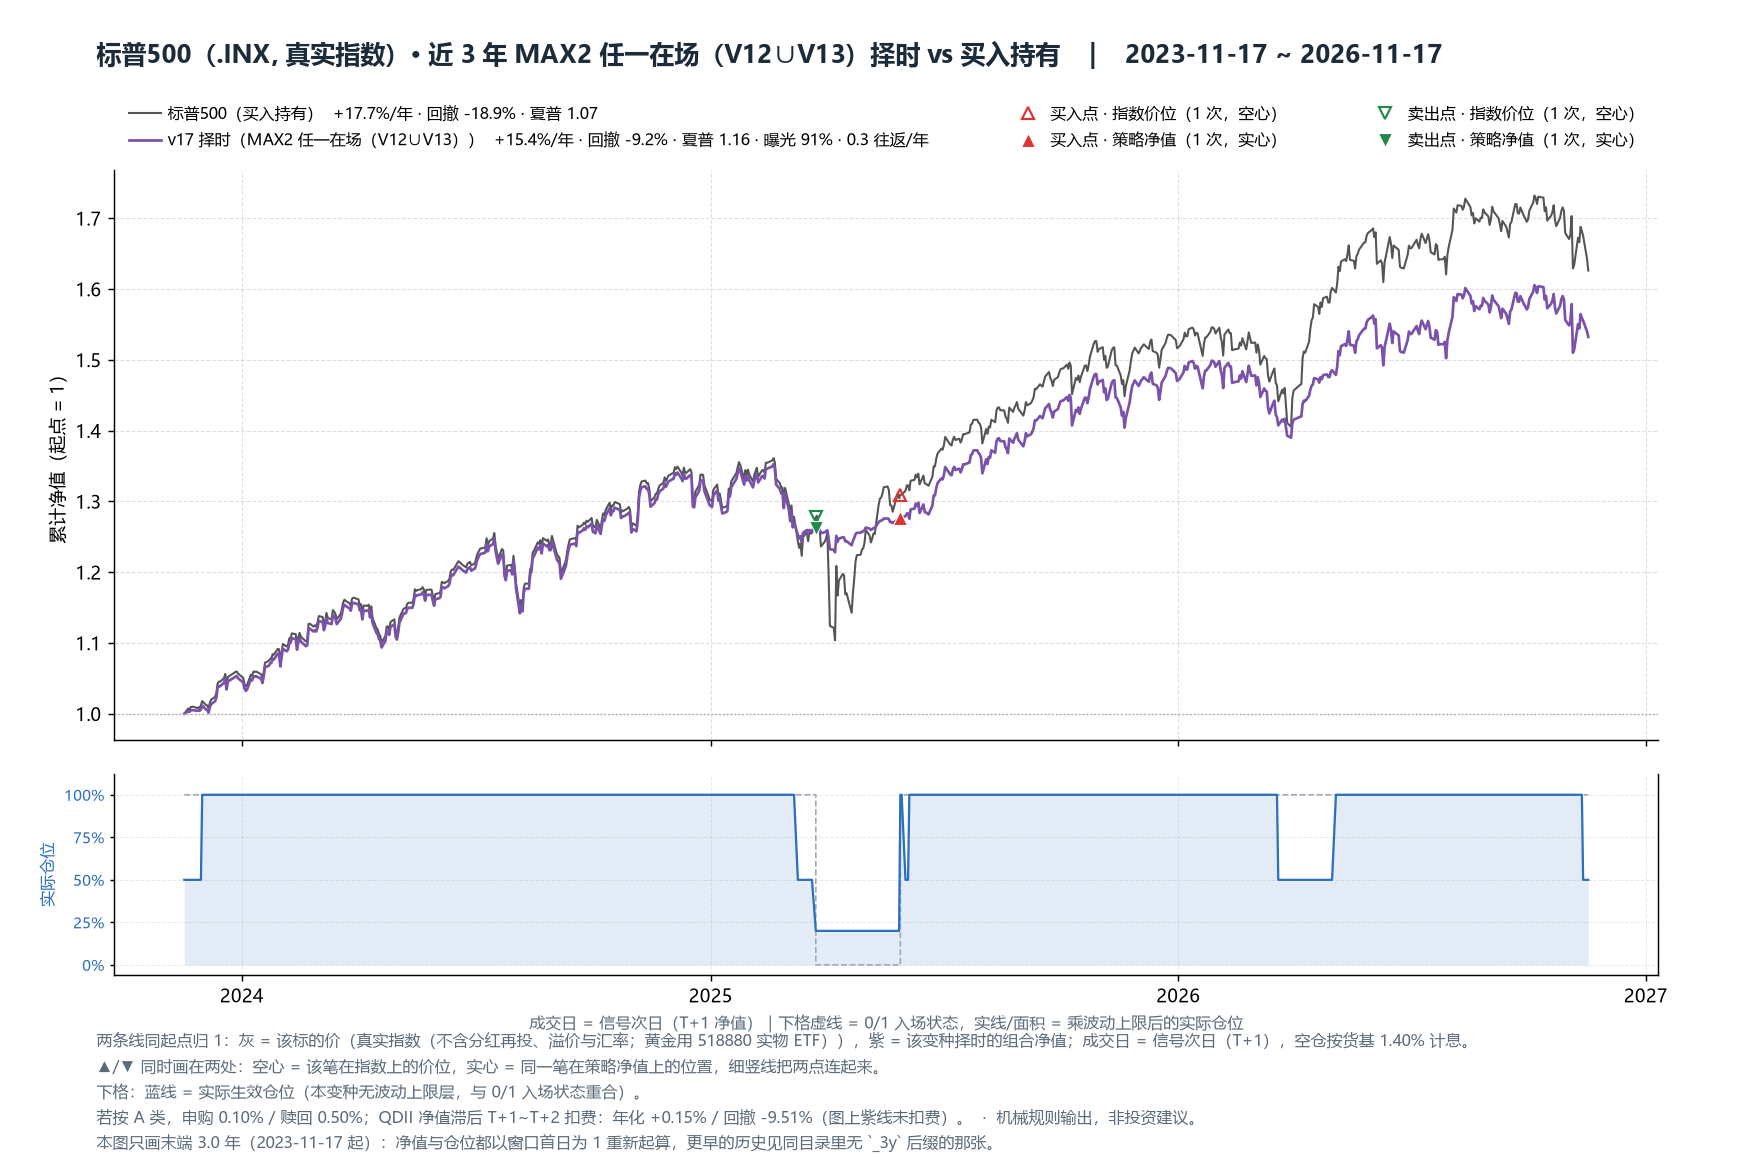 标普500（.INX, 真实指数）• 近 3 年 MAX2 任一在场（V12∪V13）择时 vs 买入持有 | 2023-11-17 ~ 2026-11-17
标普500（买入持有） +17.7%/年 · 回撤 -18.9% · 夏普 1.07
v17 择时（MAX2 任一在场（V12∪V13）） +15.4%/年 · 回撤 -9.2% · 夏普 1.16 · 曝光 91% · 0.3 往返/年
买入点 · 指数价位（1 次，空心）
买入点 · 策略净值（1 次，实心）
卖出点 · 指数价位（1 次，空心）
卖出点 · 策略净值（1 次，实心）
累计净值（起点 = 1）
1.7
1.6
1.5
1.4
1.3
1.2
1.1
1.0
实际仓位
100%
75%
50%
25%
0%
2024
2025
2026
2027
成交日 = 信号次日（T+1 净值）｜下格虚线 = 0/1 入场状态，实线/面积 = 乘波动上限后的实际仓位
两条线同起点归 1：灰 = 该标的价（真实指数（不含分红再投、溢价与汇率；黄金用 518880 实物 ETF）），紫 = 该变种择时的组合净值；成交日 = 信号次日（T+1），空仓按货基 1.40% 计息。
▲/▼ 同时画在两处：空心 = 该笔在指数上的价位，实心 = 同一笔在策略净值上的位置，细竖线把两点连起来。
下格：蓝线 = 实际生效仓位（本变种无波动上限层，与 0/1 入场状态重合）。
若按 A 类，申购 0.10% / 赎回 0.50%；QDII 净值滞后 T+1~T+2 扣费：年化 +0.15% / 回撤 -9.51%（图上紫线未扣费）。 · 机械规则输出，非投资建议。
本图只画末端 3.0 年（2023-11-17 起）：净值与仓位都以窗口首日为 1 重新起算，更早的历史见同目录里无 `_3y` 后缀的那张。